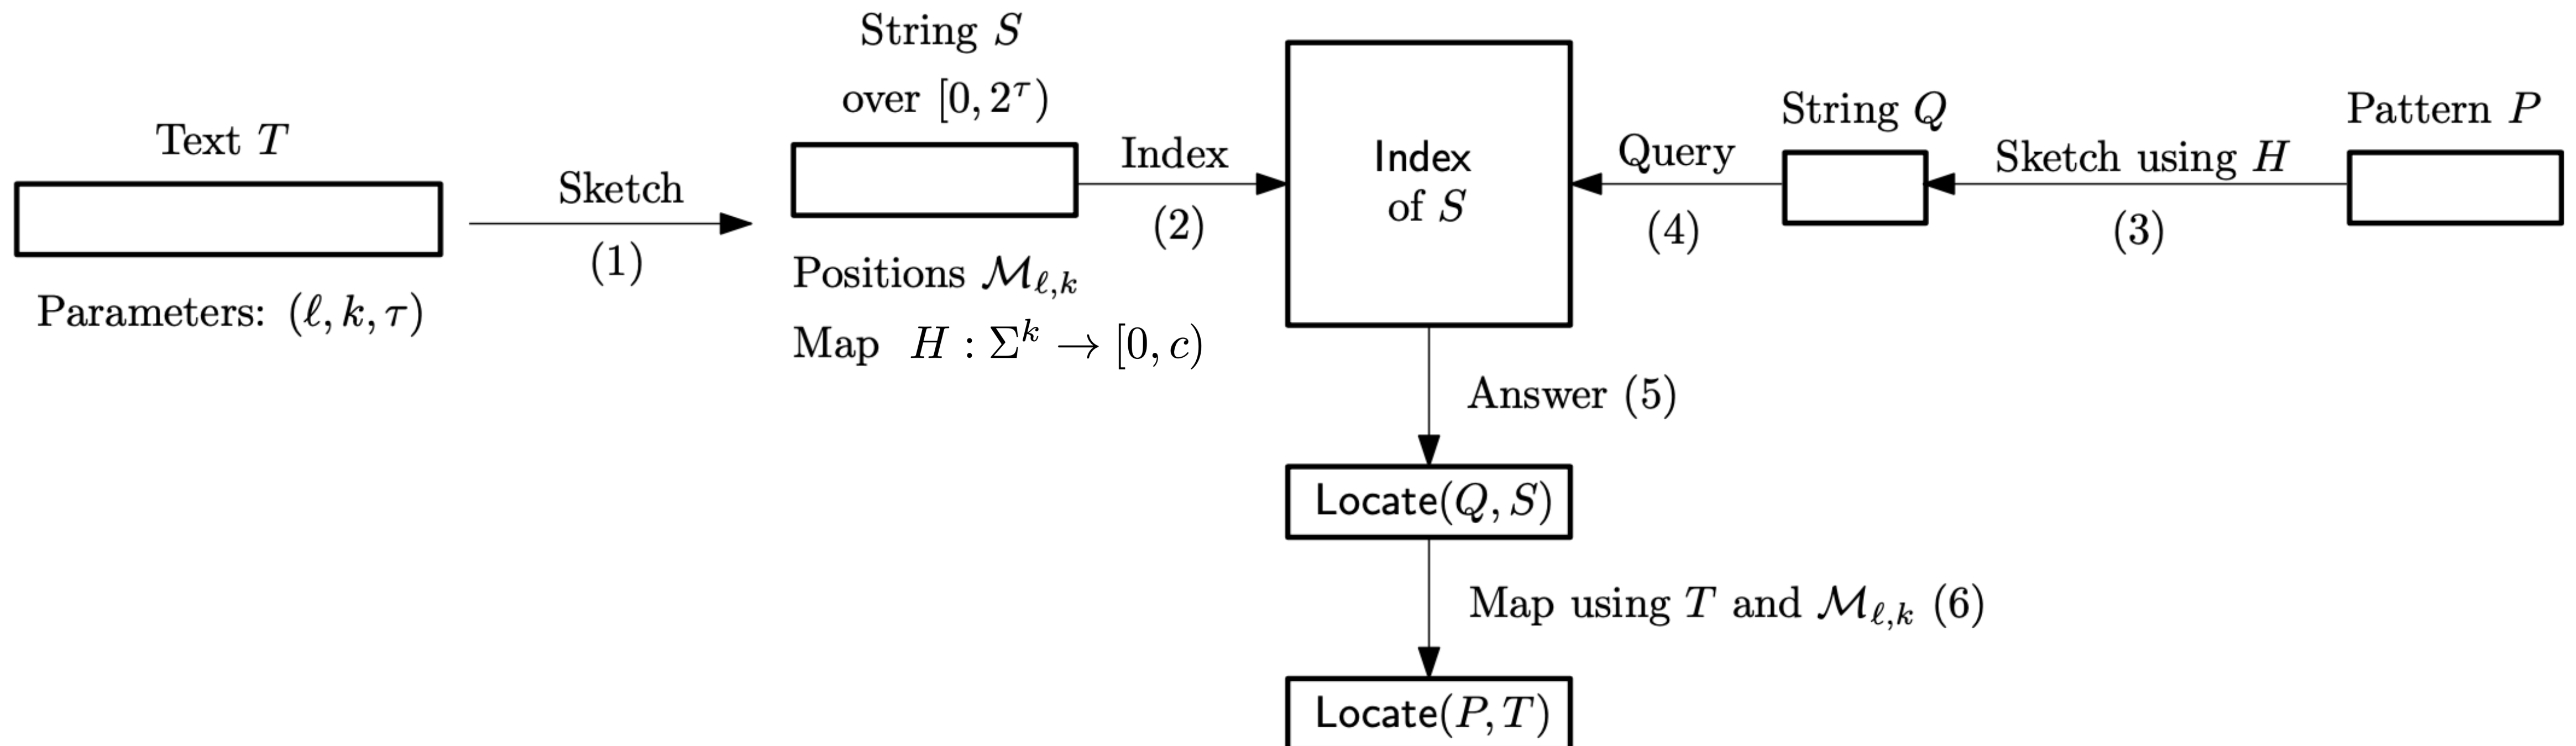 Text T
Parameters: (ℓ, k, τ)
Sketch
(1)
String S
over [0, 2^τ)
Positions ℳ_{ℓ,k}
Map H : Σ^k → [0, c)
Index
(2)
Index
of S
Query
(4)
String Q
Sketch using H
(3)
Pattern P
Answer (5)
Locate(Q, S)
Map using T and ℳ_{ℓ,k} (6)
Locate(P, T)